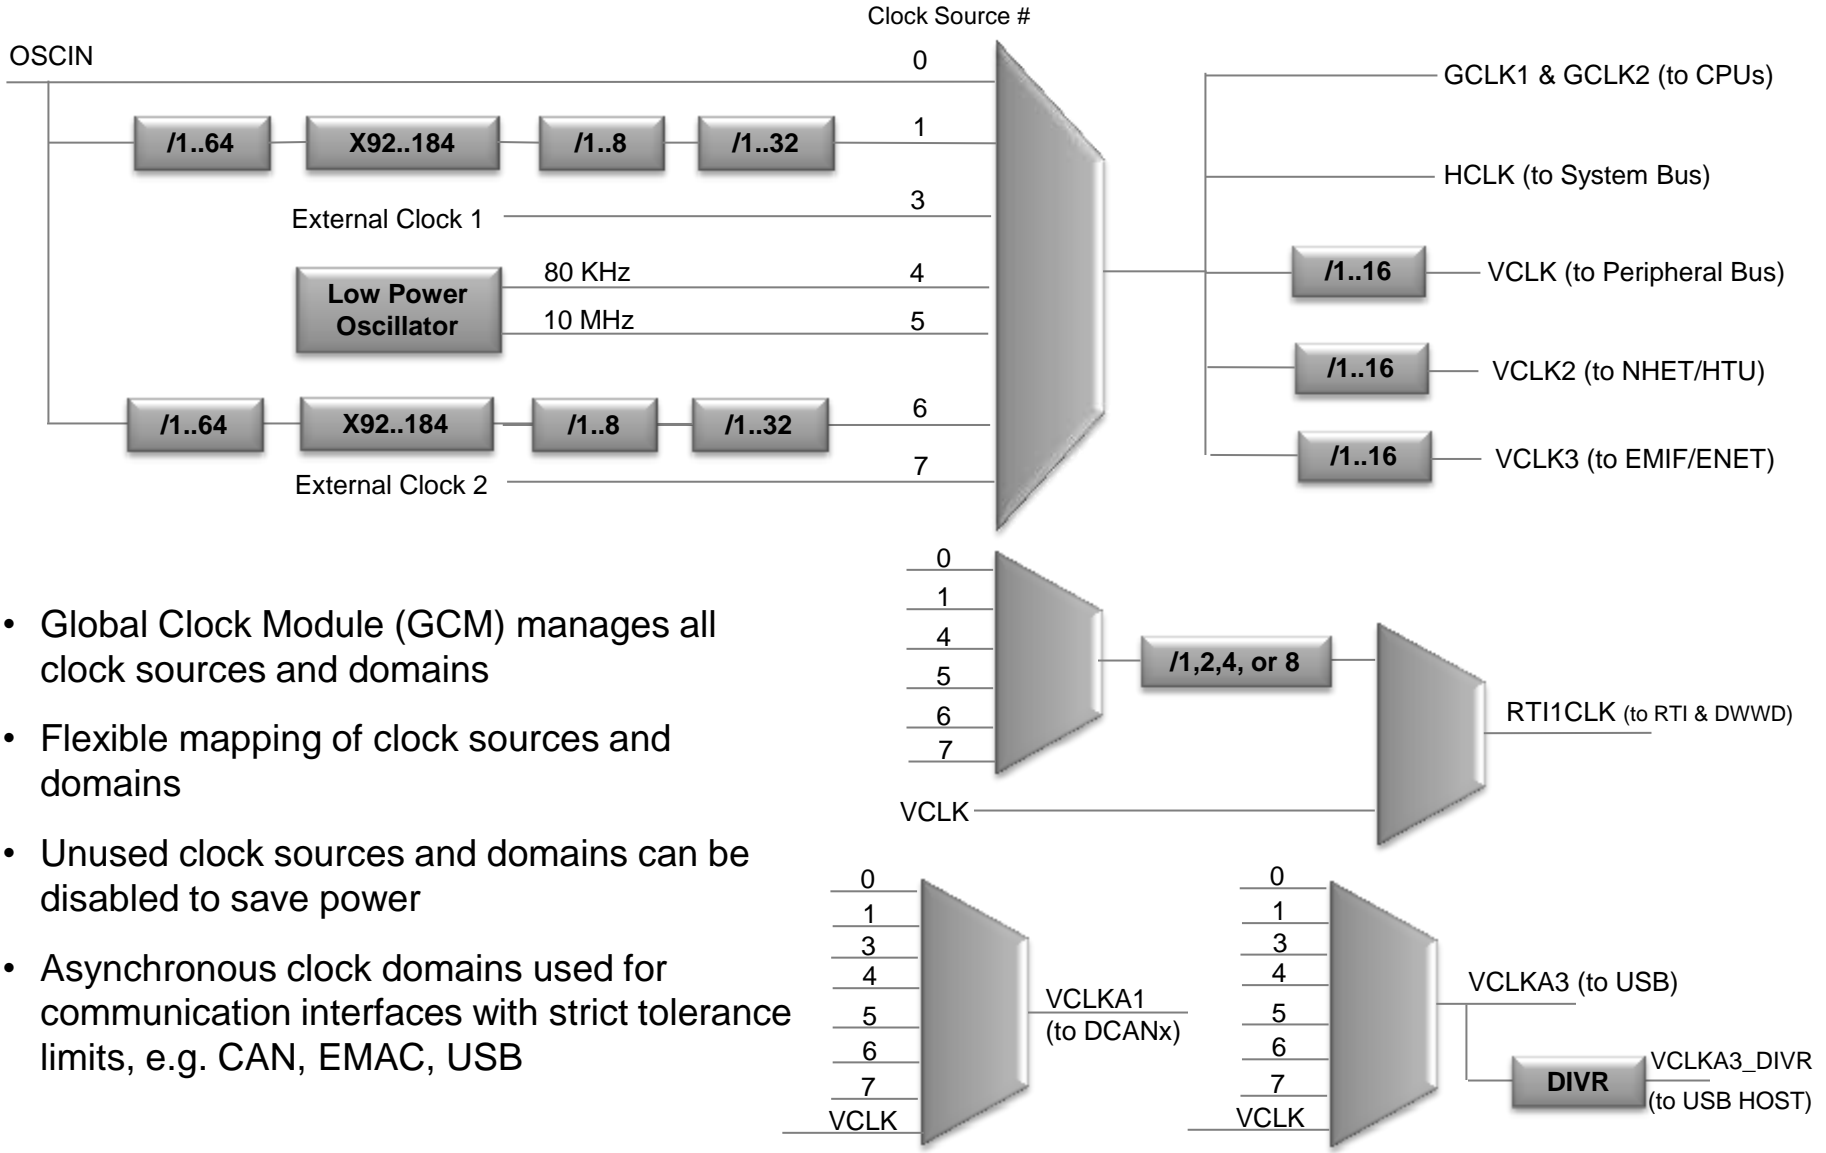 Clock Source #
OSCIN
0
GCLK1 & GCLK2 (to CPUs)
/1..64
X92..184
/1..8
/1..32
1
HCLK (to System Bus)
External Clock 1
3
Low Power
Oscillator
80 KHz
4
10 MHz
5
/1..16
VCLK (to Peripheral Bus)
/1..16
VCLK2 (to NHET/HTU)
/1..64
X92..184
/1..8
/1..32
6
/1..16
VCLK3 (to EMIF/ENET)
External Clock 2
7
• Global Clock Module (GCM) manages all
clock sources and domains
• Flexible mapping of clock sources and
domains
• Unused clock sources and domains can be
disabled to save power
• Asynchronous clock domains used for
communication interfaces with strict tolerance
limits, e.g. CAN, EMAC, USB
0
1
4
5
6
7
/1,2,4, or 8
VCLK
RTI1CLK (to RTI & DWWD)
0
1
3
4
5
6
7
VCLK
VCLKA1
(to DCANx)
0
1
3
4
5
6
7
VCLK
VCLKA3 (to USB)
DIVR
VCLKA3_DIVR
(to USB HOST)